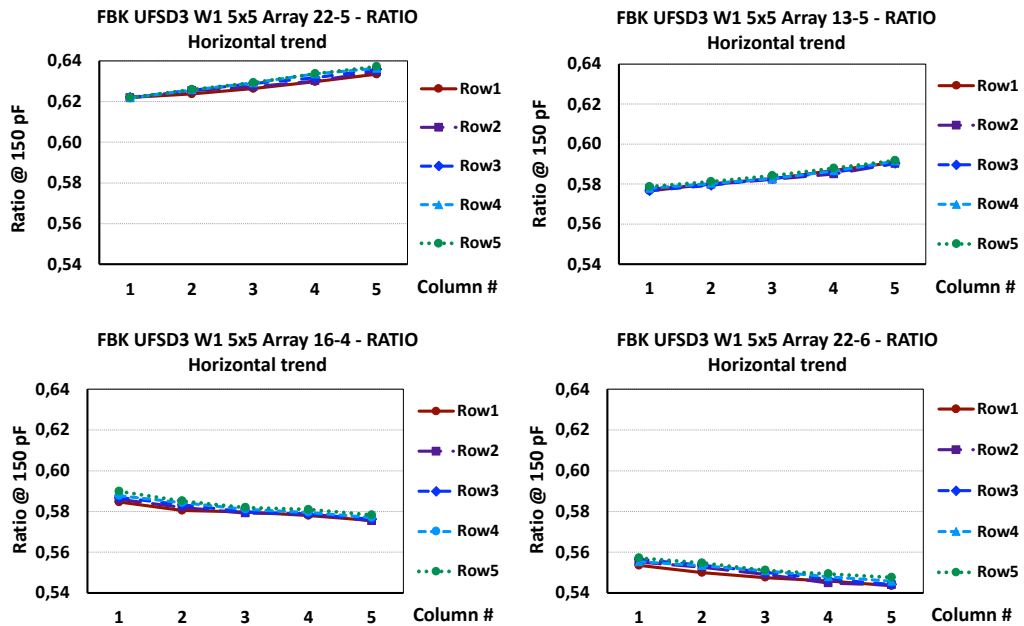 FBK UFSD3 W1 5x5 Array 22-5 - RATIO
Horizontal trend
Ratio @ 150 pF
0,64
0,62
0,60
0,58
0,56
0,54
1 2 3 4 5
Column #
Row1
Row2
Row3
Row4
Row5
FBK UFSD3 W1 5x5 Array 13-5 - RATIO
Horizontal trend
Ratio @ 150 pF
0,64
0,62
0,60
0,58
0,56
0,54
1 2 3 4 5
Column #
Row1
Row2
Row3
Row4
Row5
FBK UFSD3 W1 5x5 Array 16-4 - RATIO
Horizontal trend
Ratio @ 150 pF
0,64
0,62
0,60
0,58
0,56
0,54
1 2 3 4 5
Column #
Row1
Row2
Row3
Row4
Row5
FBK UFSD3 W1 5x5 Array 22-6 - RATIO
Horizontal trend
Ratio @ 150 pF
0,64
0,62
0,60
0,58
0,56
0,54
1 2 3 4 5
Column #
Row1
Row2
Row3
Row4
Row5